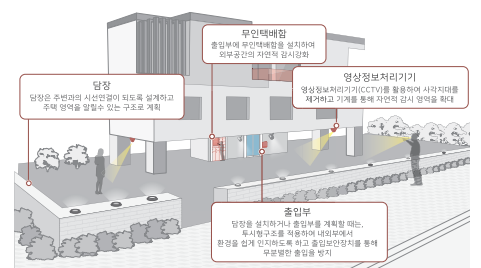 무인택배함
출입부에 무인택배함을 설치하여
외부공간의 자연적 감시강화
담장
담장은 주변과의 시선연결이 되도록 설계하고
주택 영역을 알릴수 있는 구조로 계획
영상정보처리기기
영상정보처리기기(CCTV)를 활용하여 사각지대를
제거하고 기계를 통해 자연적 감시 영역을 확대
출입부
담장을 설치하거나 출입부를 계획할 때는,
투시형구조를 적용하여 내외부에서
환경을 쉽게 인지하도록 하고 출입보안장치를 통해
무분별한 출입을 방지